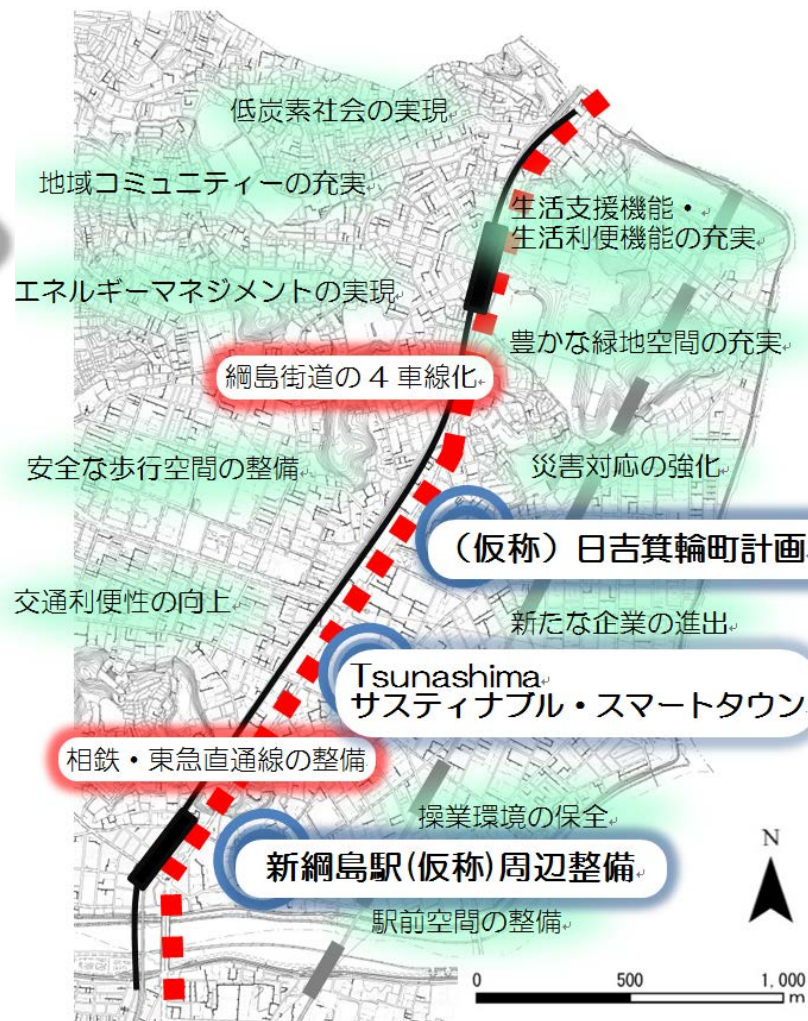 低炭素社会の実現
地域コミュニティーの充実
生活支援機能・
生活利便機能の充実
エネルギーマネジメントの実現
豊かな緑地空間の充実
綱島街道の４車線化
安全な歩行空間の整備
災害対応の強化
（仮称）日吉箕輪町計画
交通利便性の向上
新たな企業の進出
Tsunashima
サスティナブル・スマートタウン
相鉄・東急直通線の整備
操業環境の保全
新綱島駅(仮称)周辺整備
駅前空間の整備
N
0 500 1,000
m